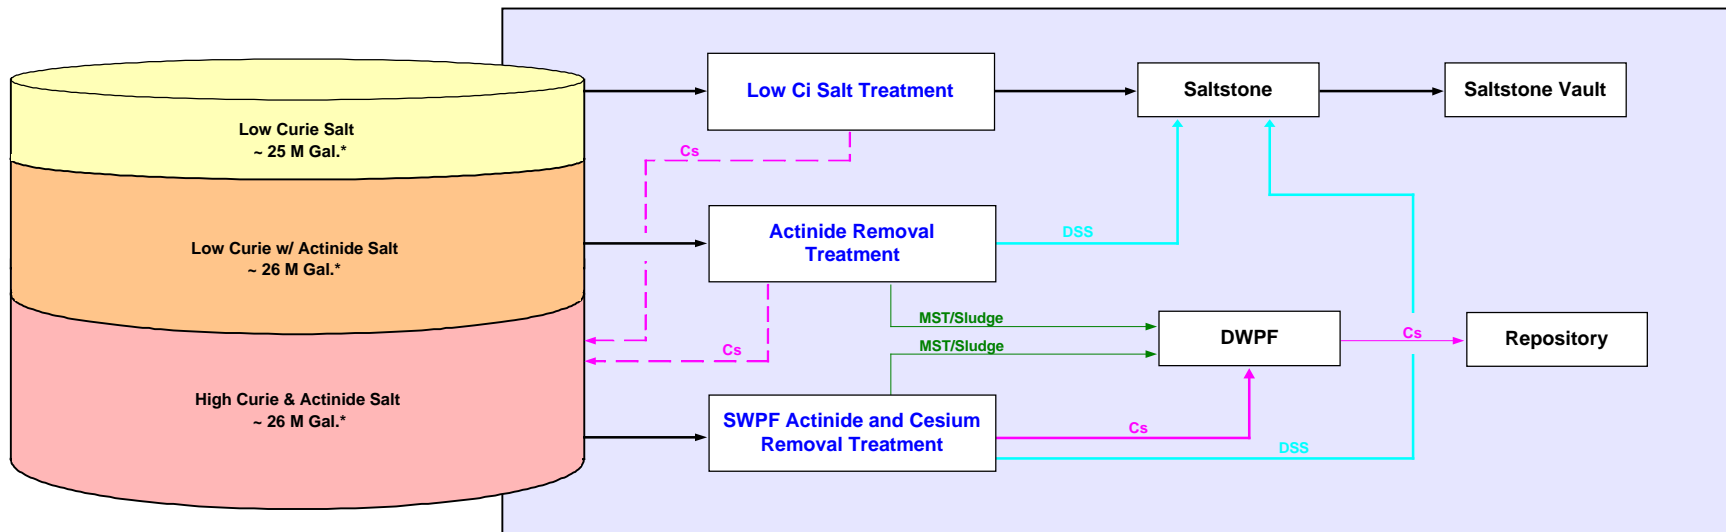 Low Curie Salt
~ 25 M Gal.*
Low Curie w/ Actinide Salt
~ 26 M Gal.*
High Curie & Actinide Salt
~ 26 M Gal.*
Low Ci Salt Treatment
Saltstone
Saltstone Vault
Cs
Actinide Removal
Treatment
DSS
MST/Sludge
MST/Sludge
Cs
DWPF
Cs
Repository
SWPF Actinide and Cesium
Removal Treatment
Cs
DSS